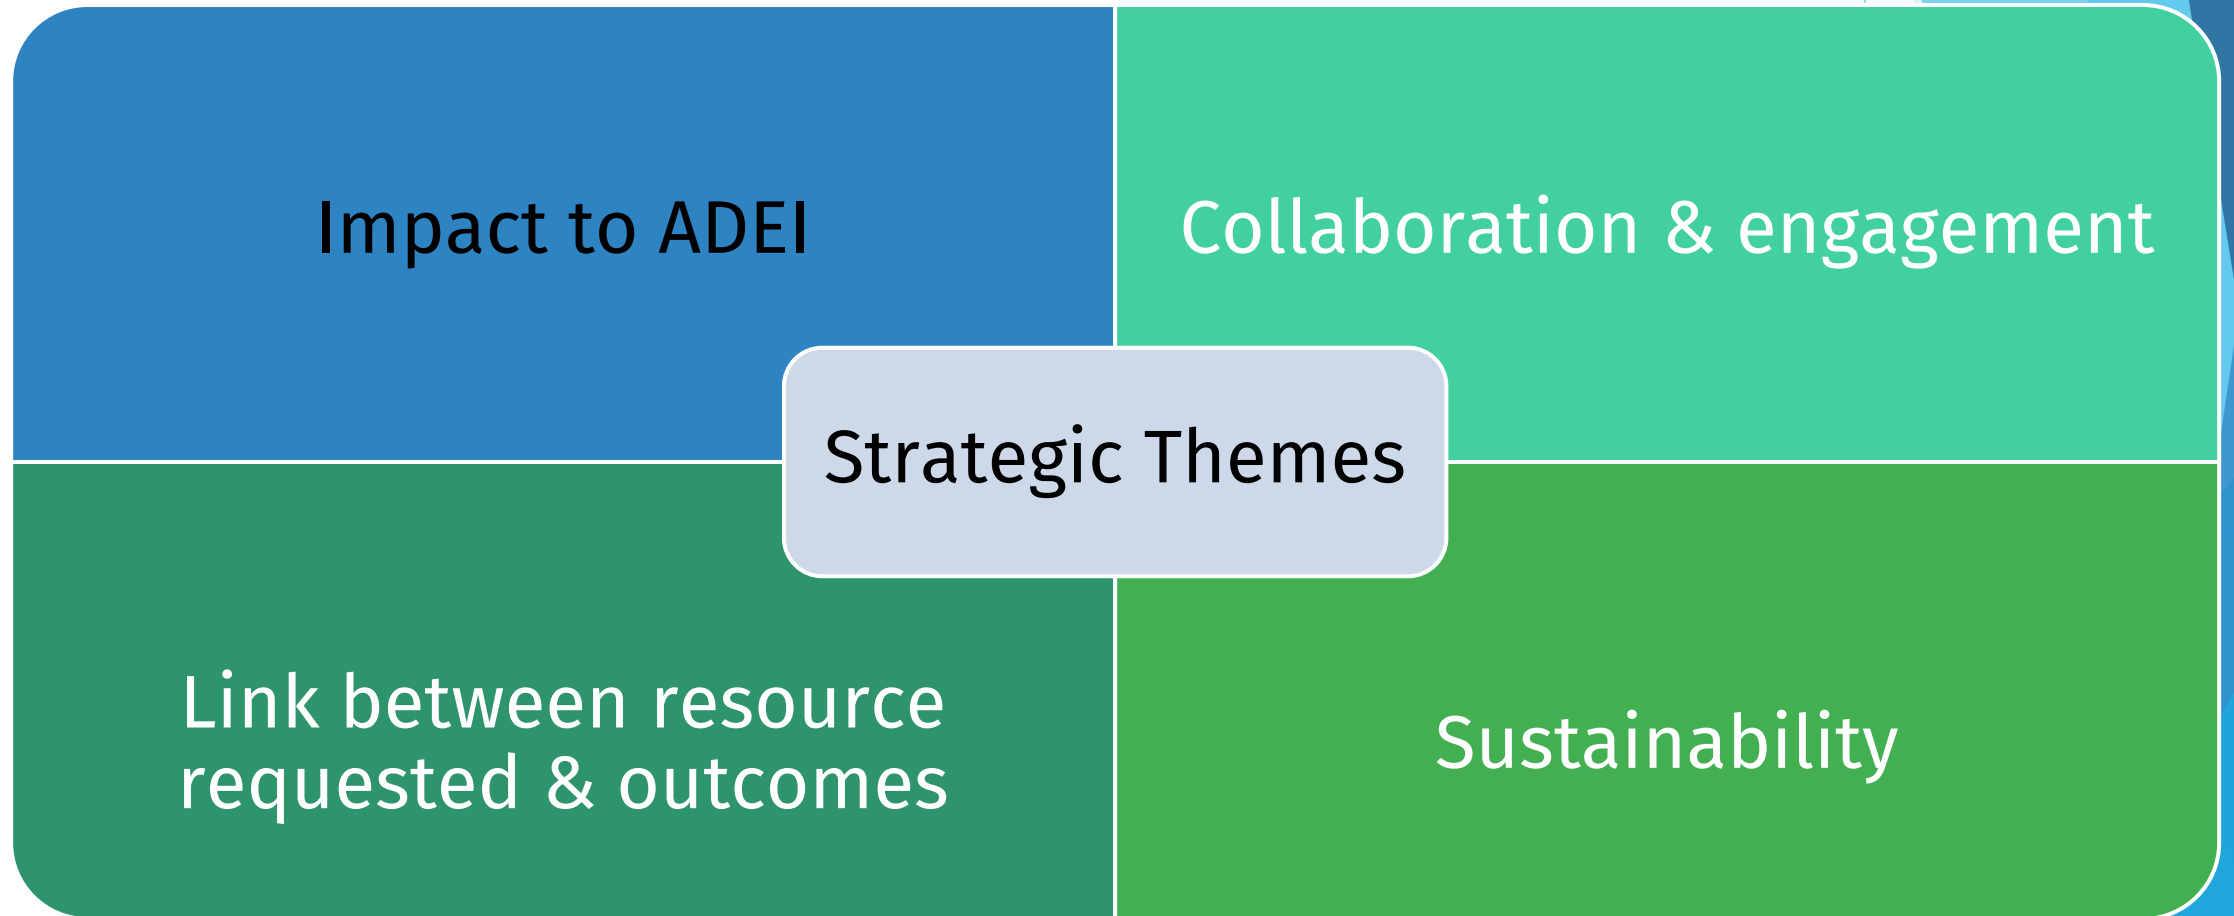 Impact to ADEI
Collaboration & engagement
Strategic Themes
Link between resource
requested & outcomes
Sustainability